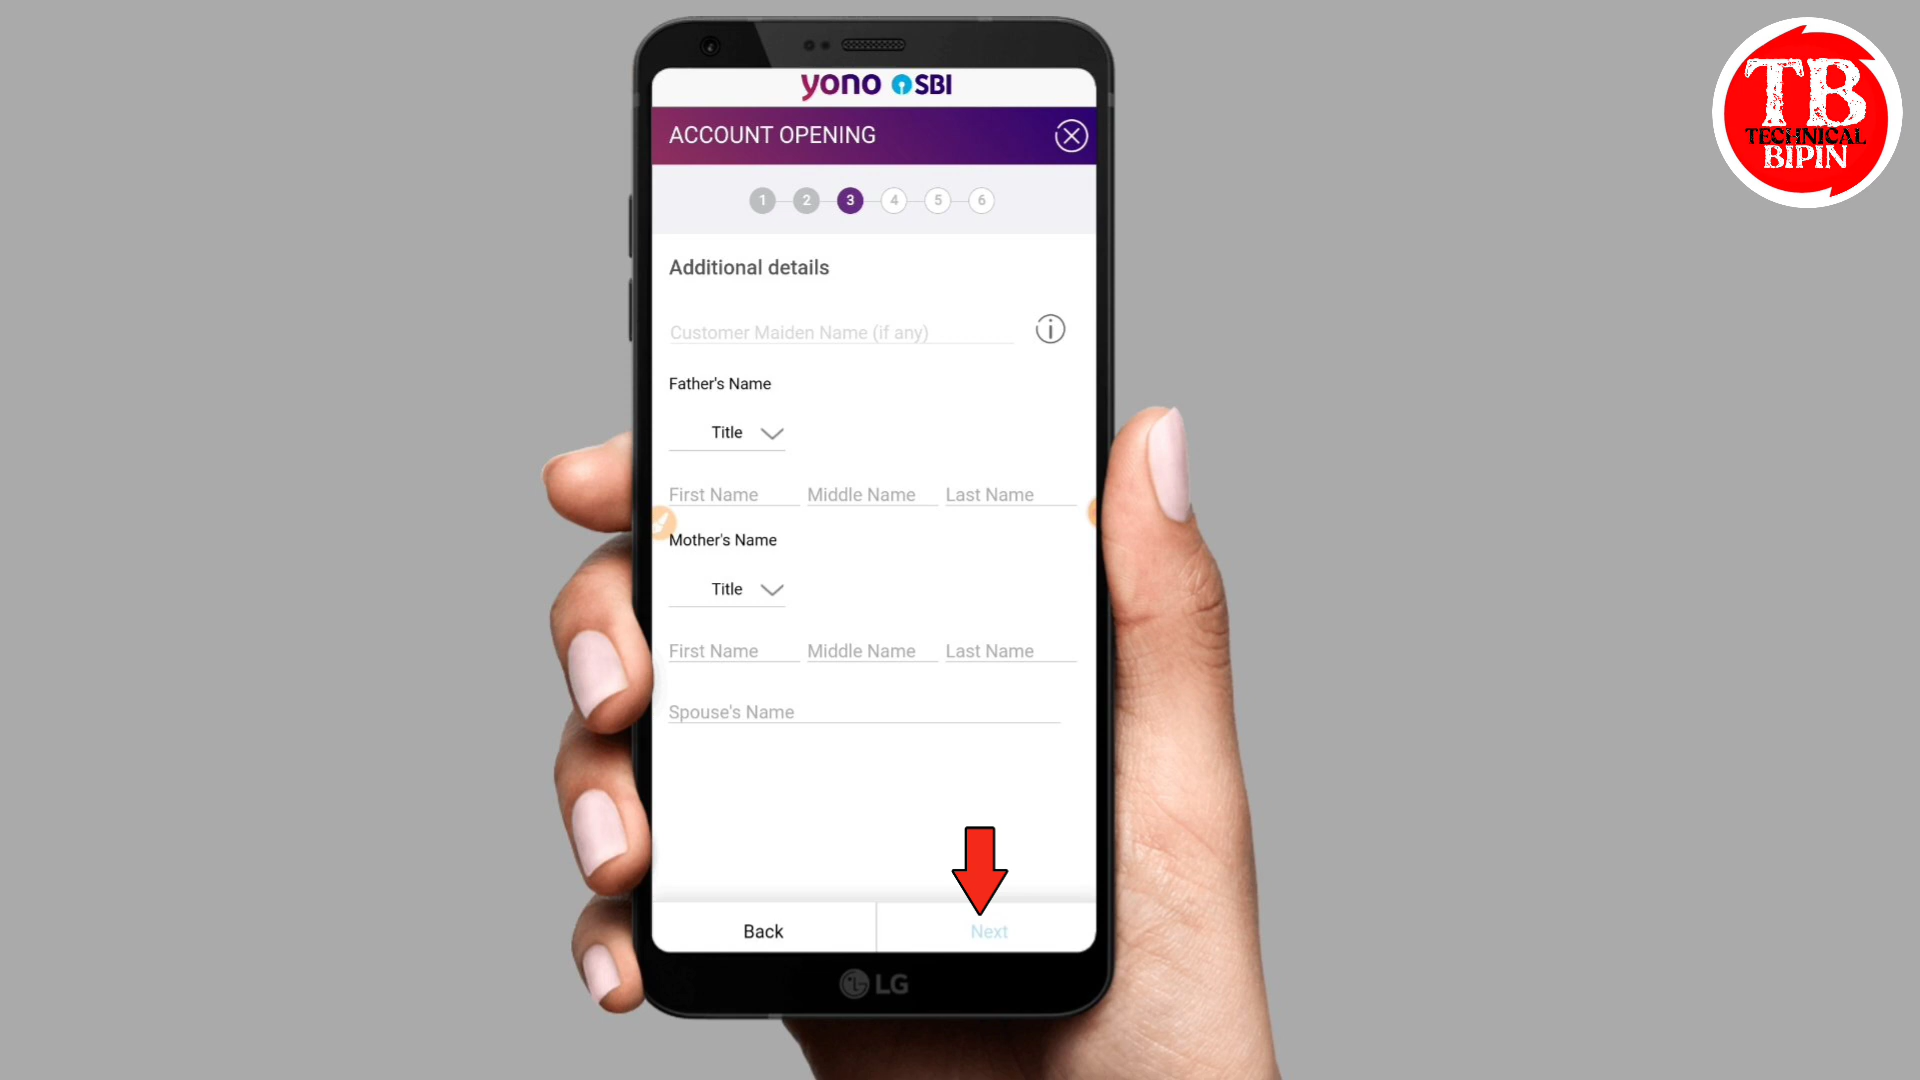 yono SBI
ACCOUNT OPENING
1 2 3 4 5 6
Additional details
Customer Maiden Name (if any)
i
Father's Name
Title
First Name Middle Name Last Name
Mother's Name
Title
First Name Middle Name Last Name
Spouse's Name
Back Next
LG
TB
TECHNICAL
BIPIN